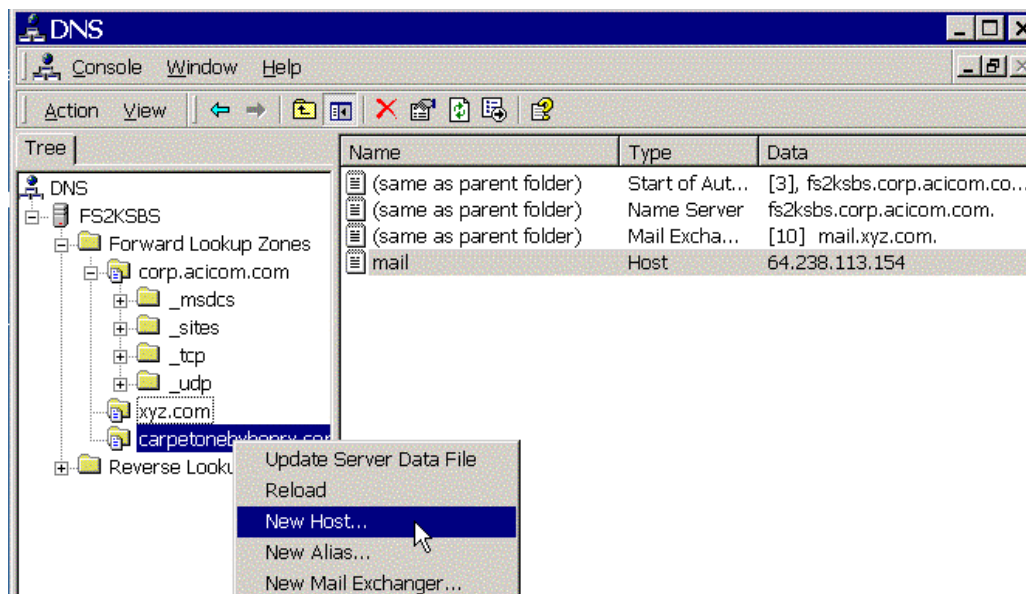 DNS
Console Window Help
Action View
Tree
Name Type Data
DNS
FS2KSBS
Forward Lookup Zones
corp.acicom.com
_msdcs
_sites
_tcp
_udp
xyz.com
Reverse
(same as parent folder) Start of Aut... [3], fs2ksbs.corp.acicom.co...
(same as parent folder) Name Server fs2ksbs.corp.acicom.com.
(same as parent folder) Mail Excha... [10] mail.xyz.com.
mail Host 64.238.113.154
Update Server Data File
Reload
New Host...
New Alias...
New Mail Exchanger...